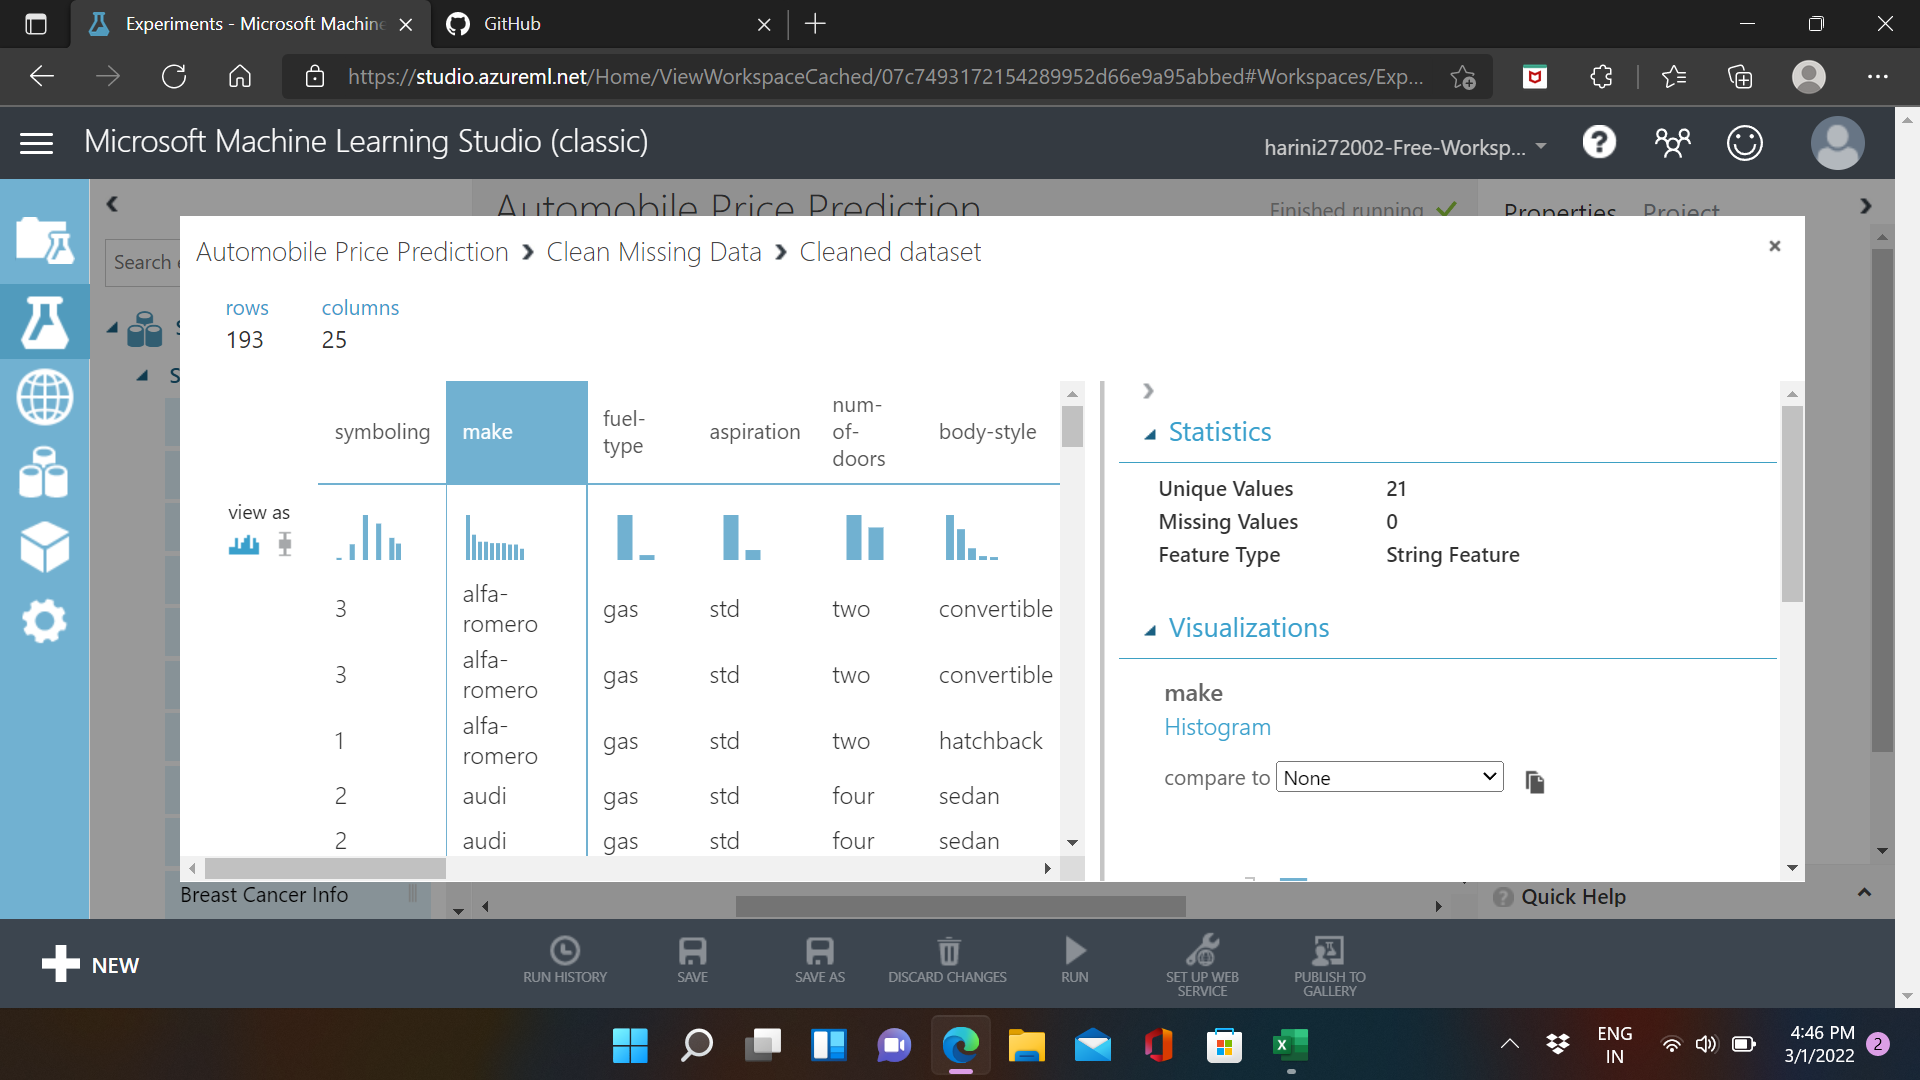 Experiments - Microsoft Machine
GitHub
https://studio.azureml.net/Home/ViewWorkspaceCached/07c7493172154289952d66e9a95abbed#Workspaces/Exp...
Microsoft Machine Learning Studio (classic)
harini272002-Free-Worksp...
Automobile Price Prediction
Finished running
Properties Project
Search
Automobile Price Prediction › Clean Missing Data › Cleaned dataset
rows columns
193 25
symboling make fuel-type aspiration num-of-doors body-style
view as
3 alfa-romero gas std two convertible
3 alfa-romero gas std two convertible
1 alfa-romero gas std two hatchback
2 audi gas std four sedan
2 audi gas std four sedan
Statistics
Unique Values 21
Missing Values 0
Feature Type String Feature
Visualizations
make
Histogram
compare to None
Breast Cancer Info
Quick Help
NEW
RUN HISTORY
SAVE
SAVE AS
DISCARD CHANGES
RUN
SET UP WEB SERVICE
PUBLISH TO GALLERY
ENG
IN
4:46 PM
3/1/2022
2